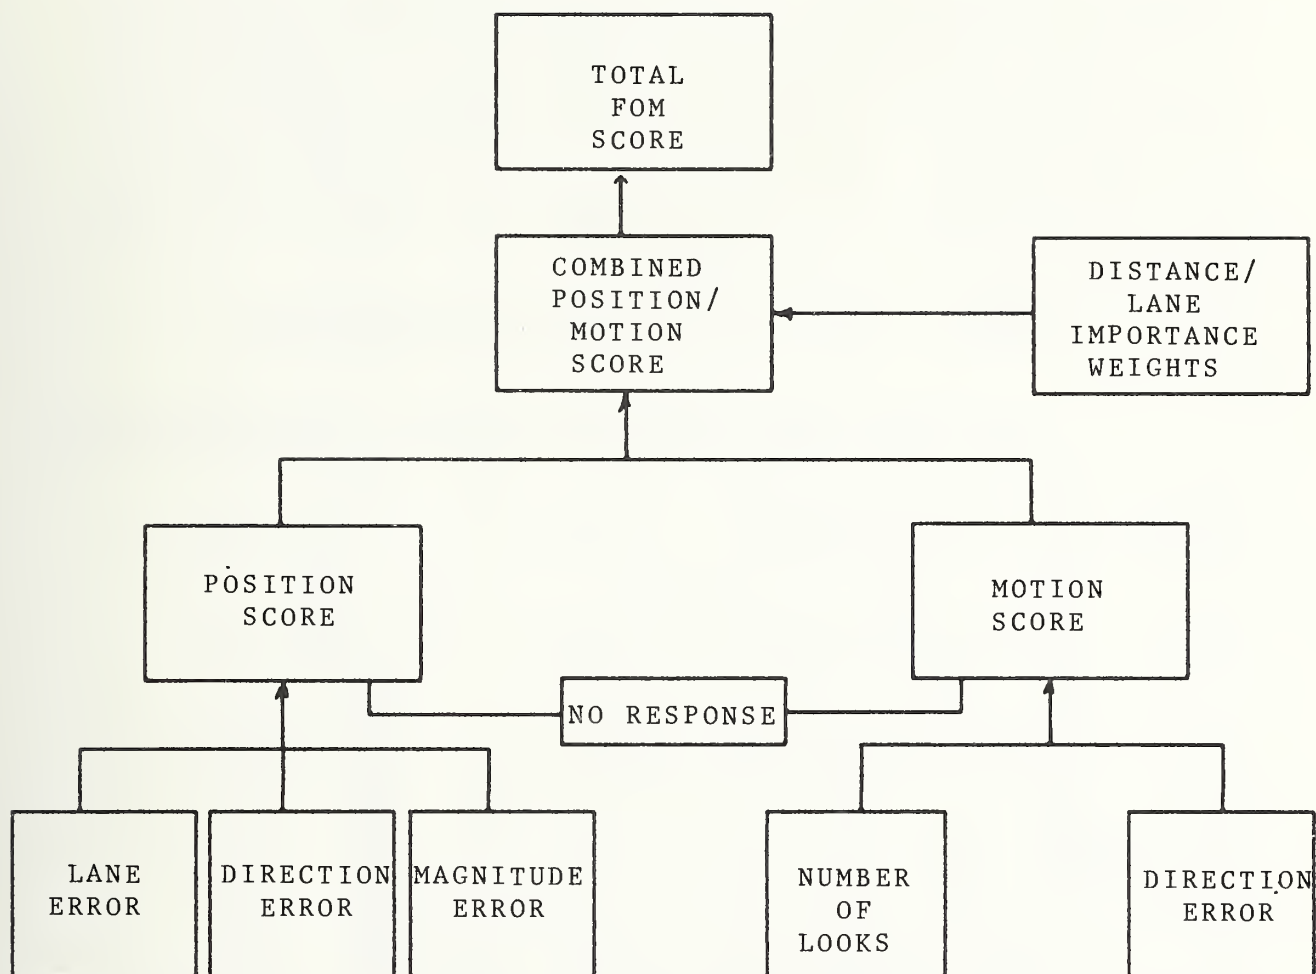 TOTAL
FOM
SCORE
COMBINED
POSITION/
MOTION
SCORE
DISTANCE/
LANE
IMPORTANCE
WEIGHTS
POSITION
SCORE
MOTION
SCORE
NO RESPONSE
LANE
ERROR
DIRECTION
ERROR
MAGNITUDE
ERROR
NUMBER
OF
LOOKS
DIRECTION
ERROR